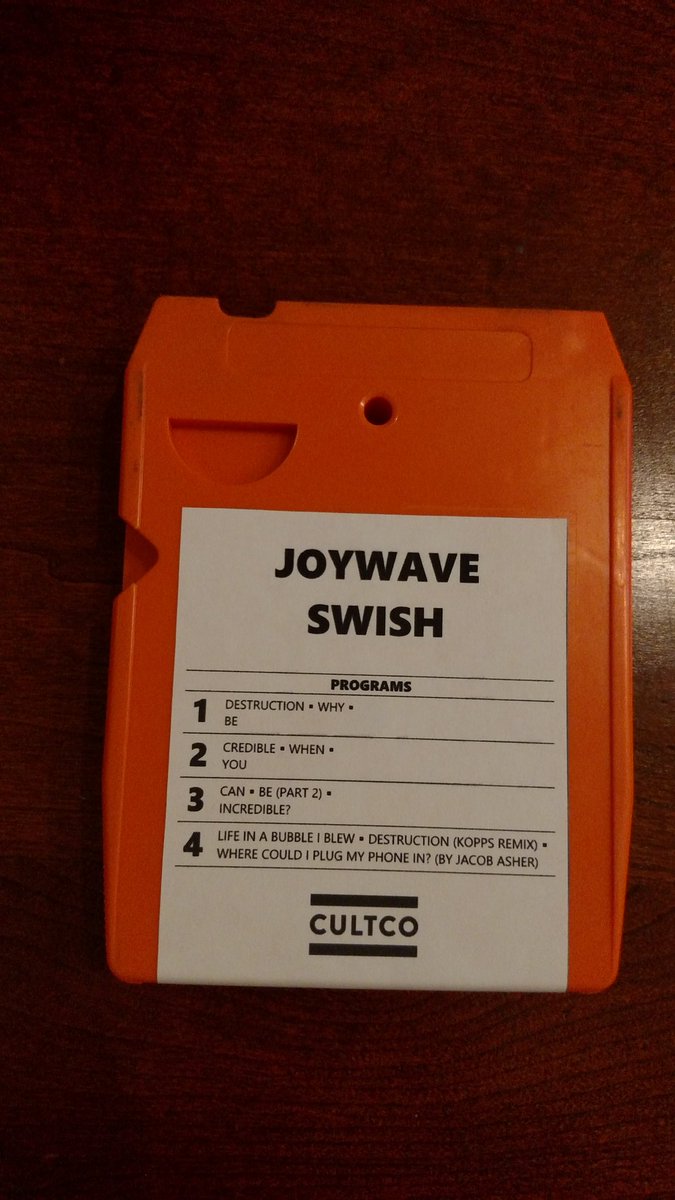 JOYWAVE
SWISH
PROGRAMS
1 DESTRUCTION ▪ WHY ▪
BE
2 CREDIBLE ▪ WHEN ▪
YOU
3 CAN ▪ BE (PART 2) ▪
INCREDIBLE?
4 LIFE IN A BUBBLE I BLEW ▪ DESTRUCTION (KOPPS REMIX) ▪
WHERE COULD I PLUG MY PHONE IN? (BY JACOB ASHER)
CULTCO